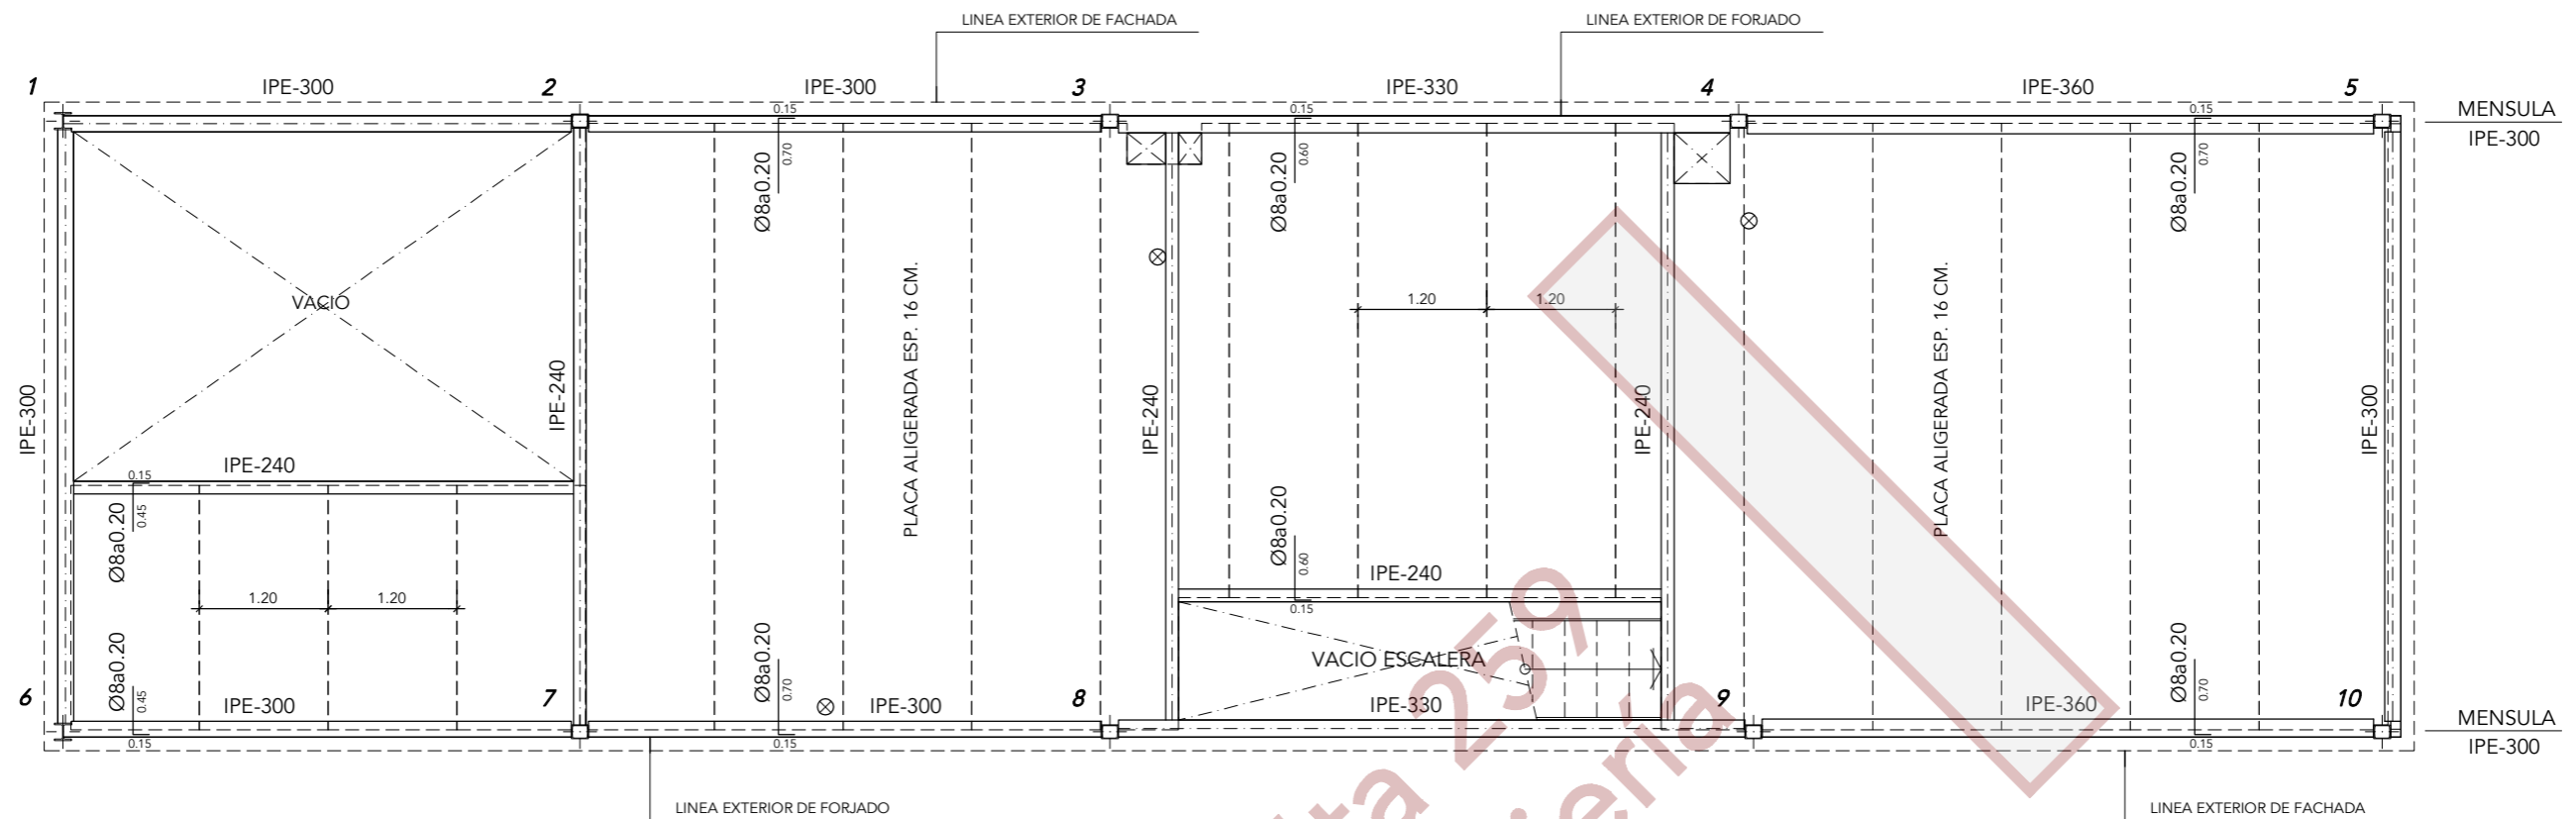 LINEA EXTERIOR DE FACHADA
LINEA EXTERIOR DE FORJADO
1
IPE-300
2
IPE-300
3
IPE-330
4
IPE-360
5
MENSULA
IPE-300
0.15
0.15
0.15
Ø8a0.20
0.70
Ø8a0.20
0.60
Ø8a0.20
0.70
VACIO
PLACA ALIGERADA ESP. 16 CM.
1.20
1.20
PLACA ALIGERADA ESP. 16 CM.
IPE-300
IPE-240
IPE-240
IPE-240
IPE-300
IPE-240
0.15
Ø8a0.20
0.45
Ø8a0.20
0.60
IPE-240
0.15
1.20
1.20
Ø8a0.20
0.45
Ø8a0.20
0.70
VACIO ESCALERA
Ø8a0.20
0.70
6
IPE-300
7
IPE-300
8
IPE-330
9
IPE-360
10
MENSULA
IPE-300
0.15
0.15
0.15
LINEA EXTERIOR DE FORJADO
LINEA EXTERIOR DE FACHADA
259